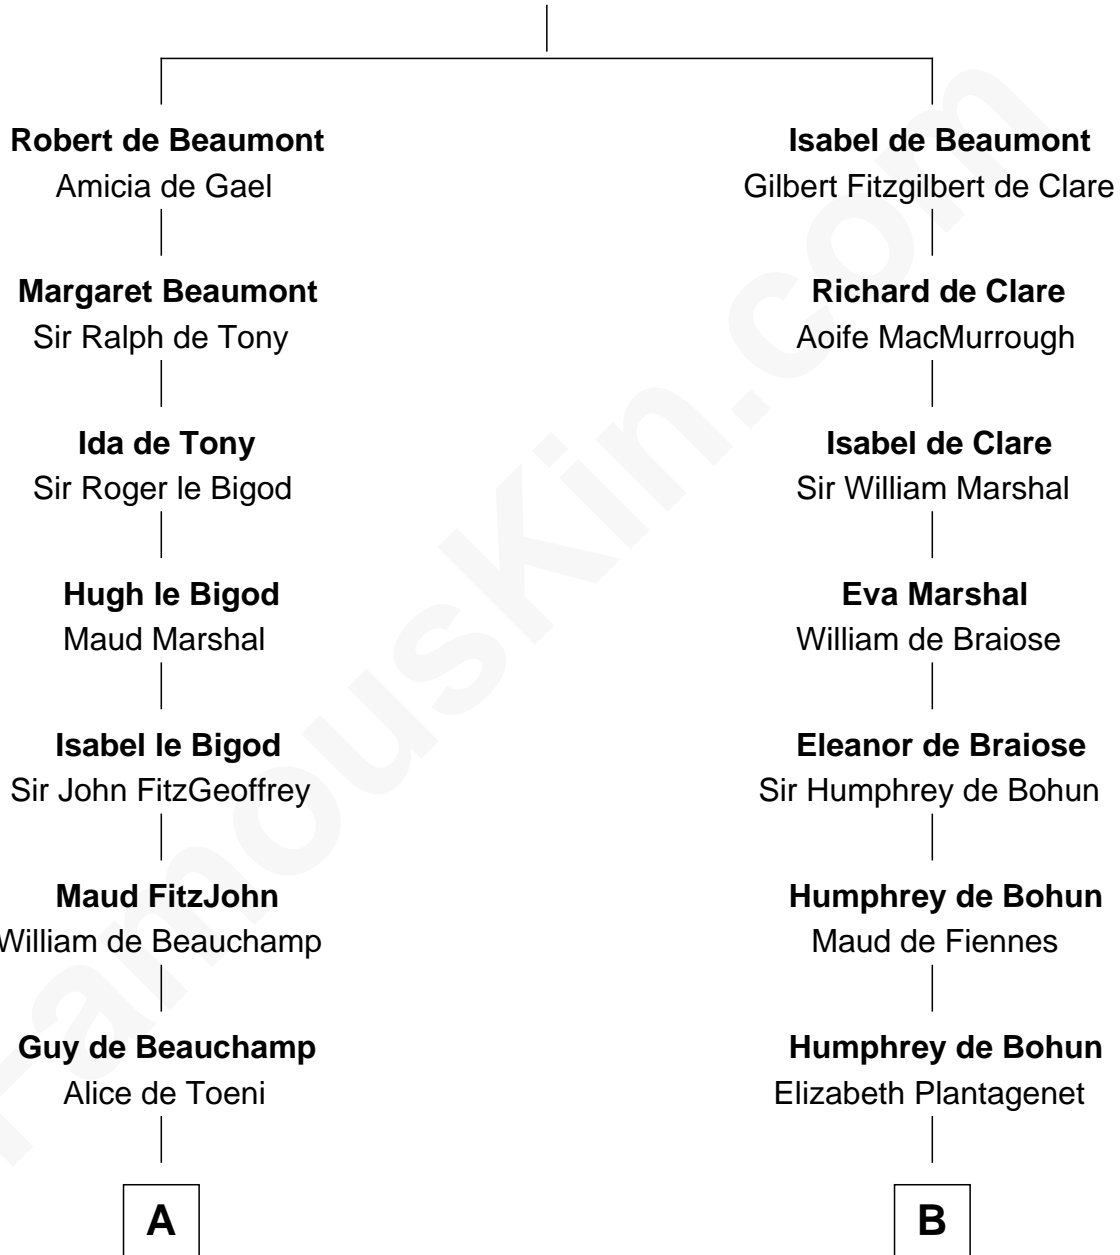 Robert de Beaumont
Amicia de Gael
Margaret Beaumont
Sir Ralph de Tony
Ida de Tony
Sir Roger le Bigod
Hugh le Bigod
Maud Marshal
Isabel le Bigod
Sir John FitzGeoffrey
Maud FitzJohn
William de Beauchamp
Guy de Beauchamp
Alice de Toeni
A
Isabel de Beaumont
Gilbert Fitzgilbert de Clare
Richard de Clare
Aoife MacMurrough
Isabel de Clare
Sir William Marshal
Eva Marshal
William de Braiose
Eleanor de Braiose
Sir Humphrey de Bohun
Humphrey de Bohun
Maud de Fiennes
Humphrey de Bohun
Elizabeth Plantagenet
B
FamousKin.com